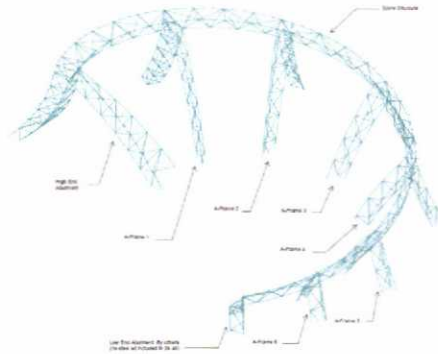 Spine Structure
High End
Abutment
A-Frame 1
A-Frame 2
A-Frame 3
A-Frame 4
A-Frame 5
A-Frame 6
Low End Abutment By others